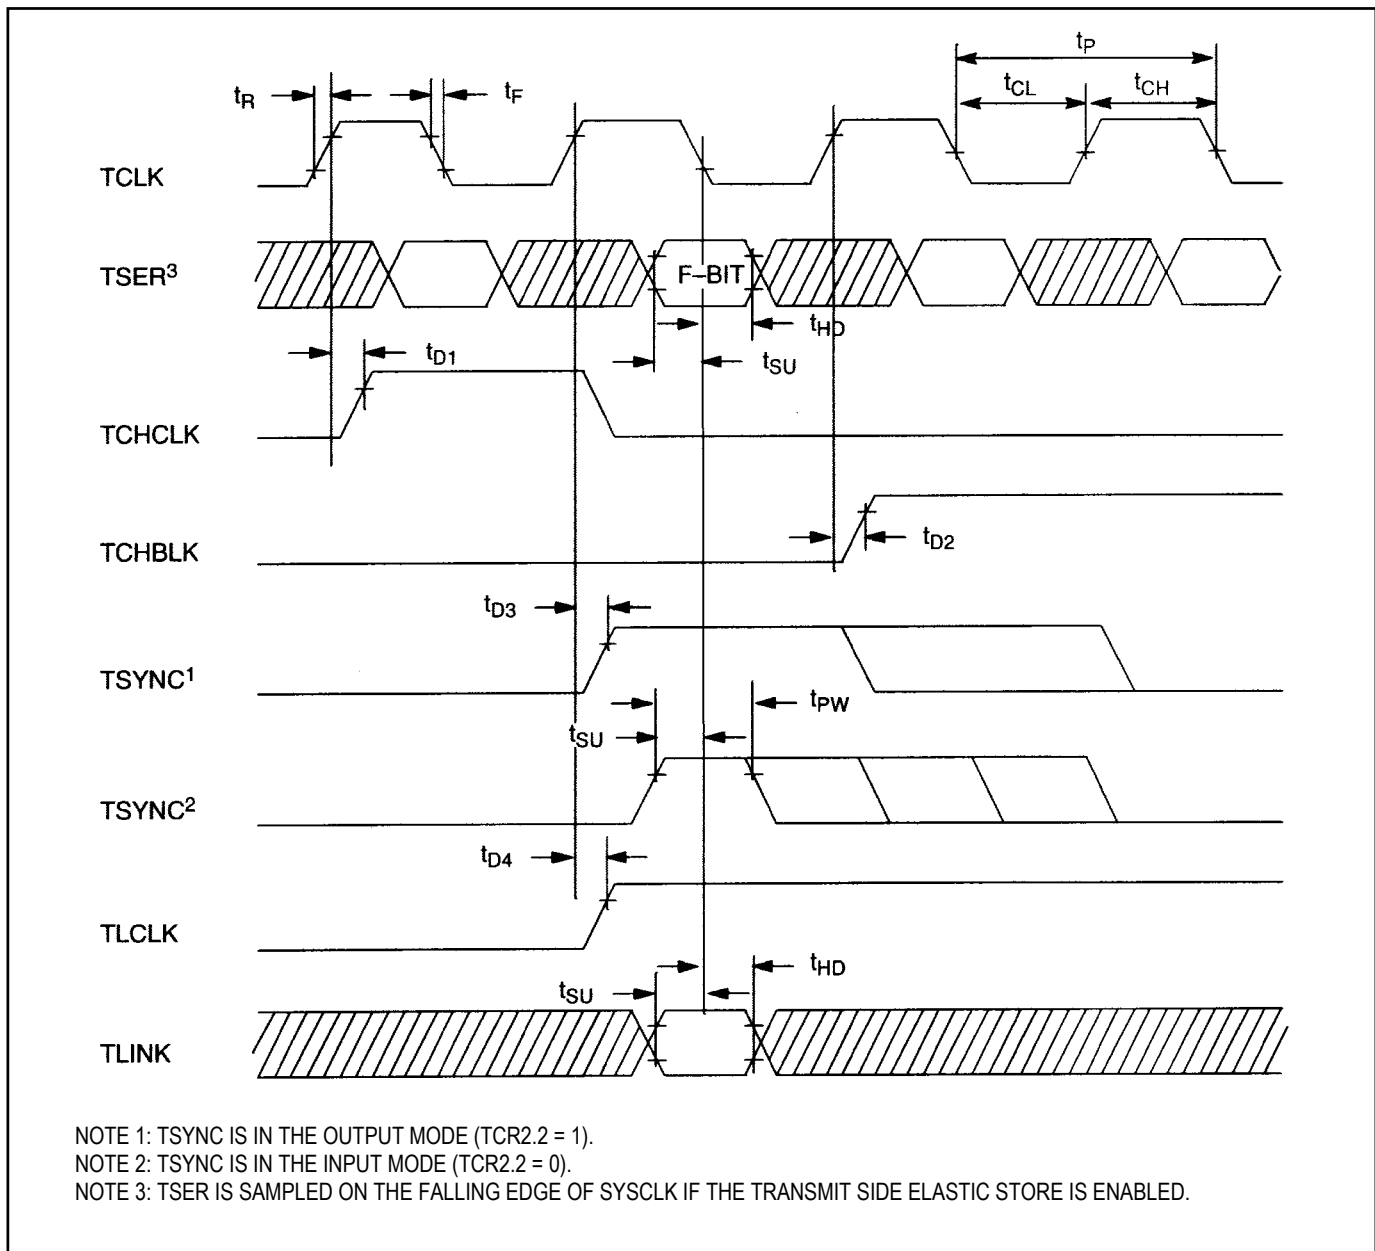 tP
tR
tF
tCL
tCH
TCLK
TSER3
F–BIT
tHD
tD1
tSU
TCHCLK
TCHBLK
tD2
tD3
TSYNC1
tPW
tSU
TSYNC2
tD4
TLCLK
tHD
tSU
TLINK
NOTE 1: TSYNC IS IN THE OUTPUT MODE (TCR2.2 = 1).
NOTE 2: TSYNC IS IN THE INPUT MODE (TCR2.2 = 0).
NOTE 3: TSER IS SAMPLED ON THE FALLING EDGE OF SYSCLK IF THE TRANSMIT SIDE ELASTIC STORE IS ENABLED.